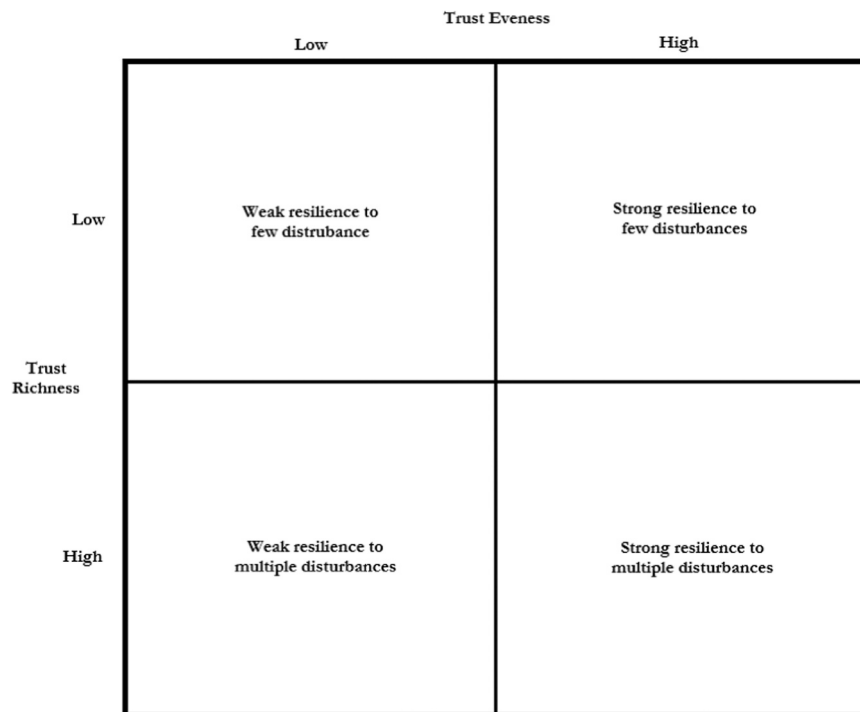 Trust Eveness
Low
High
Low
Weak resilience to
few distrubance
Strong resilience to
few disturbances
Trust
Richness
High
Weak resilience to
multiple disturbances
Strong resilience to
multiple disturbances